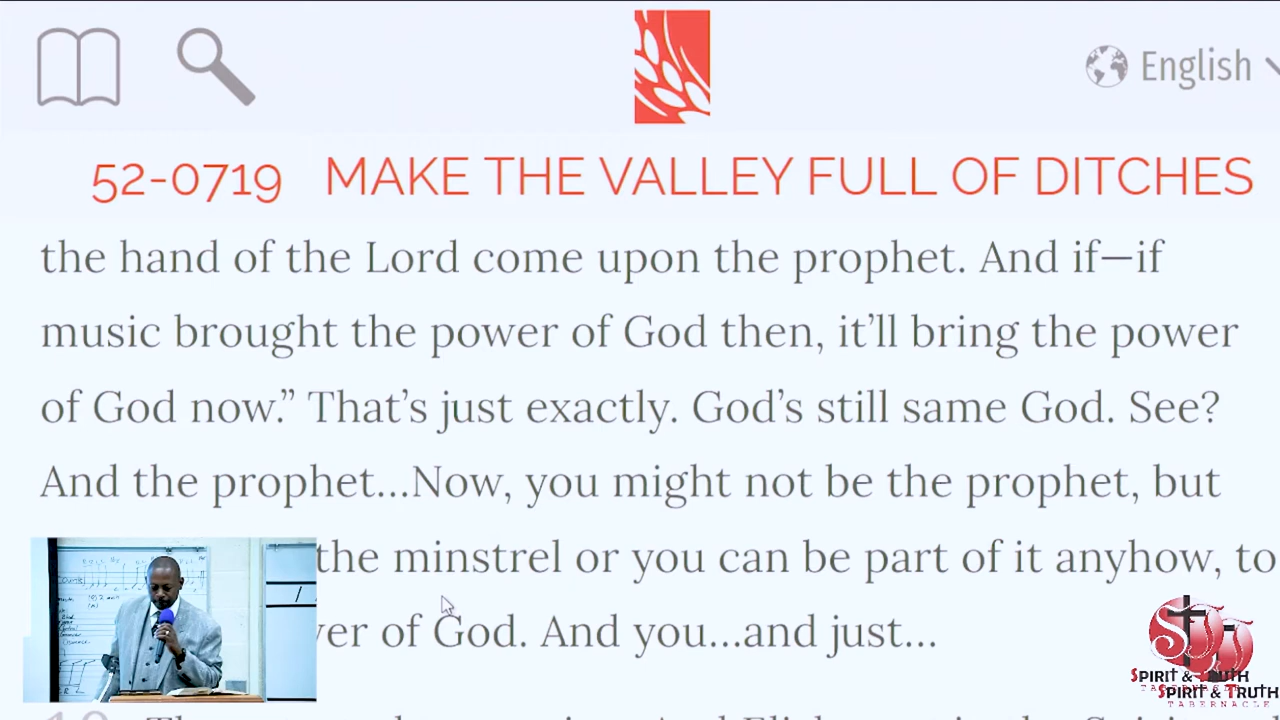 English
52-0719 MAKE THE VALLEY FULL OF DITCHES
the hand of the Lord come upon the prophet. And if—if
music brought the power of God then, it’ll bring the power
of God now.” That’s just exactly. God’s still same God. See?
And the prophet...Now, you might not be the prophet, but
the minstrel or you can be part of it anyhow, to
ver of God. And you...and just...
SPIRIT & TRUTH
SPIRIT & TRUTH
TABERNACLE